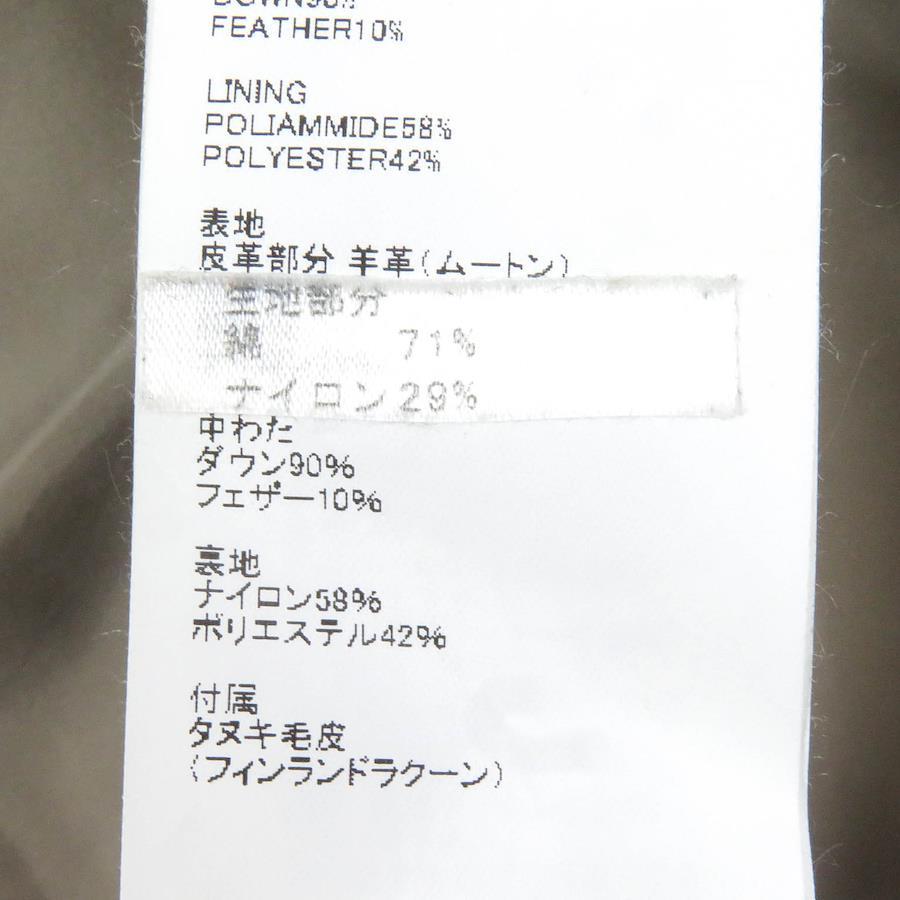 DOWN90%
FEATHER10%
LINING
POLIAMMIDE58%
POLYESTER42%
表地
皮革部分 羊革(ムートン)
生地部分
綿 71%
ナイロン29%
中わた
ダウン90%
フェザー10%
裏地
ナイロン58%
ポリエステル42%
付属
タヌキ毛皮
(フィンランドラクーン)